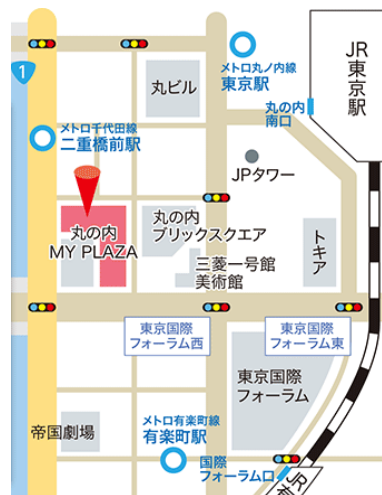 JR
東京駅
1
メトロ丸ノ内線
東京駅
丸ビル
丸の内
南口
メトロ千代田線
二重橋前駅
JPタワー
丸の内
MY PLAZA
丸の内
ブリックスクエア
トキア
三菱一号館
美術館
東京国際
フォーラム西
東京国際
フォーラム東
東京国際
フォーラム
帝国劇場
メトロ有楽町線
有楽町駅
国際
フォーラム口
JR